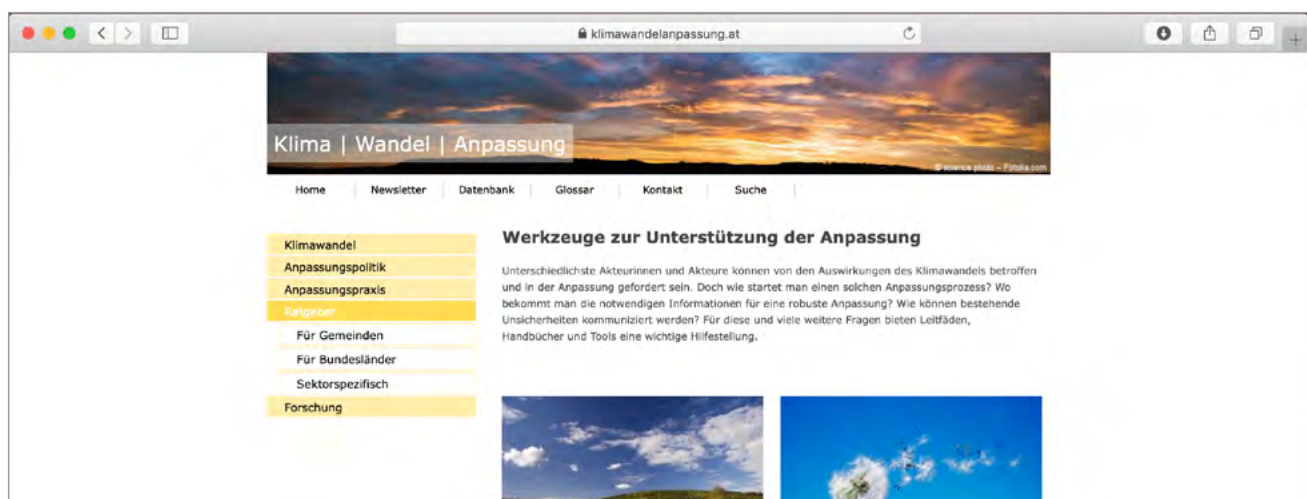 klimawandelanpassung.at
Klima | Wandel | Anpassung
© science photo – Fotolia.com
Home Newsletter Datenbank Glossar Kontakt Suche
Klimawandel
Anpassungspolitik
Anpassungspraxis
Ratgeber
Für Gemeinden
Für Bundesländer
Sektorspezifisch
Forschung
Werkzeuge zur Unterstützung der Anpassung
Unterschiedlichste Akteurinnen und Akteure können von den Auswirkungen des Klimawandels betroffen
und in der Anpassung gefordert sein. Doch wie startet man einen solchen Anpassungsprozess? Wo
bekommt man die notwendigen Informationen für eine robuste Anpassung? Wie können bestehende
Unsicherheiten kommuniziert werden? Für diese und viele weitere Fragen bieten Leitfäden,
Handbücher und Tools eine wichtige Hilfestellung.